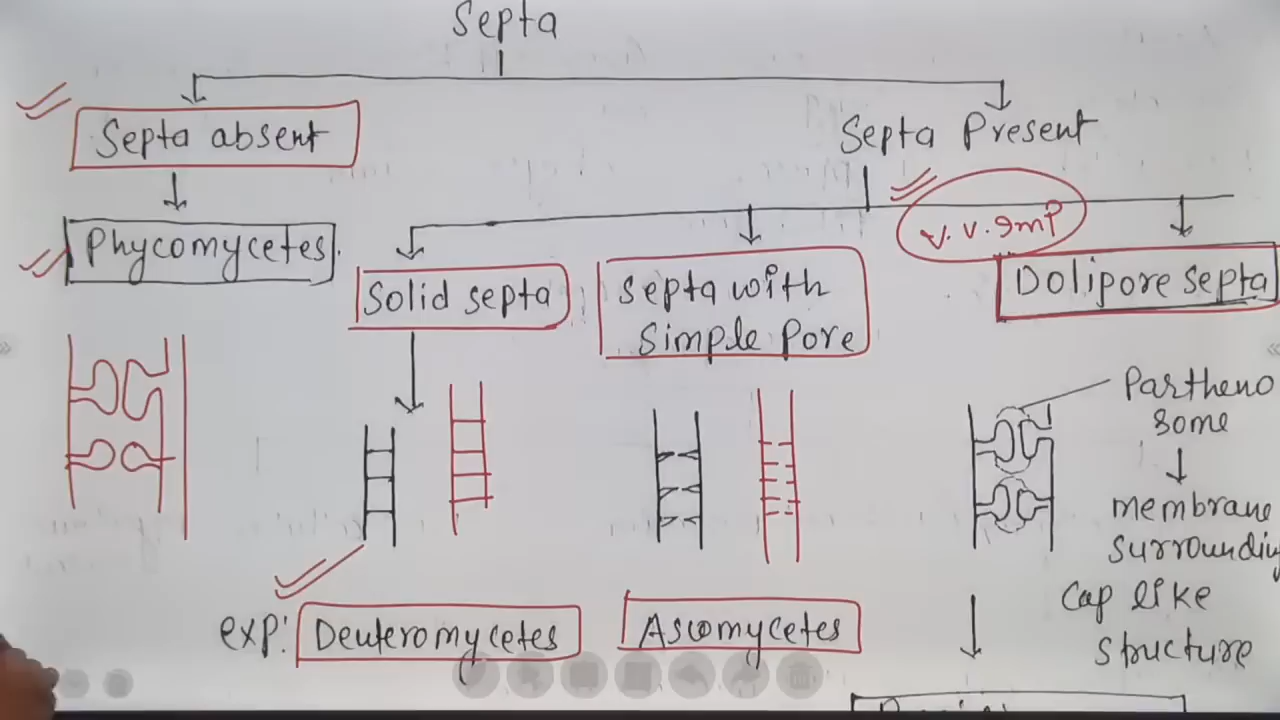 Septa
Septa absent
Septa Present
Phycomycetes.
V. V. Imp
Solid septa
Septa with
Simple Pore
Dolipore septa
Partheno
Some
membrane
surrounding
Cap like
structure
exp: Deuteromycetes
Ascomycetes